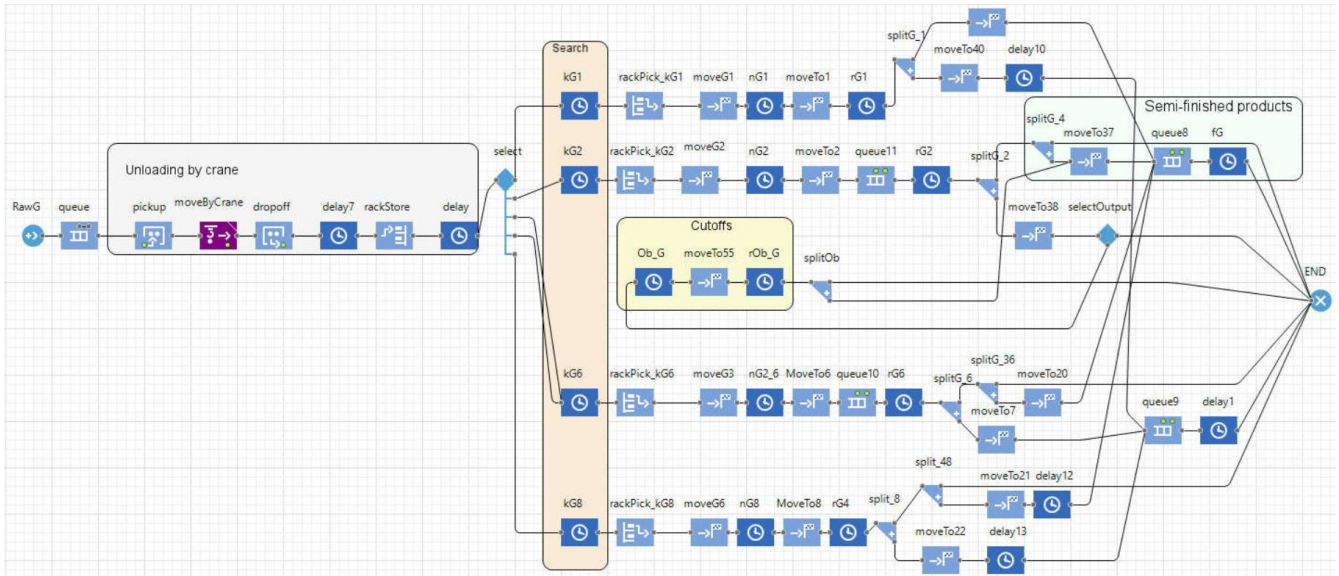 splitG_1
moveTo40 delay10
Search
kG1 rackPick_kG1 moveG1 nG1 moveTo1 rG1
Semi-finished products
splitG_4
moveTo37 queue8 fG
select
kG2 rackPick_kG2 moveG2 nG2 moveTo2 queue11 rG2 splitG_2
Unloading by crane
RawG queue pickup moveByCrane dropoff delay7 rackStore delay
moveTo38 selectOutput
Cutoffs
Ob_G moveTo55 rOb_G splitOb
END
kG6 rackPick_kG6 moveG3 nG2_6 MoveTo6 queue10 rG6 splitG_6 splitG_36 moveTo20
moveTo7
queue9 delay1
split_48
moveTo21 delay12
kG8 rackPick_kG8 moveG6 nG8 MoveTo8 rG4 split_8
moveTo22 delay13